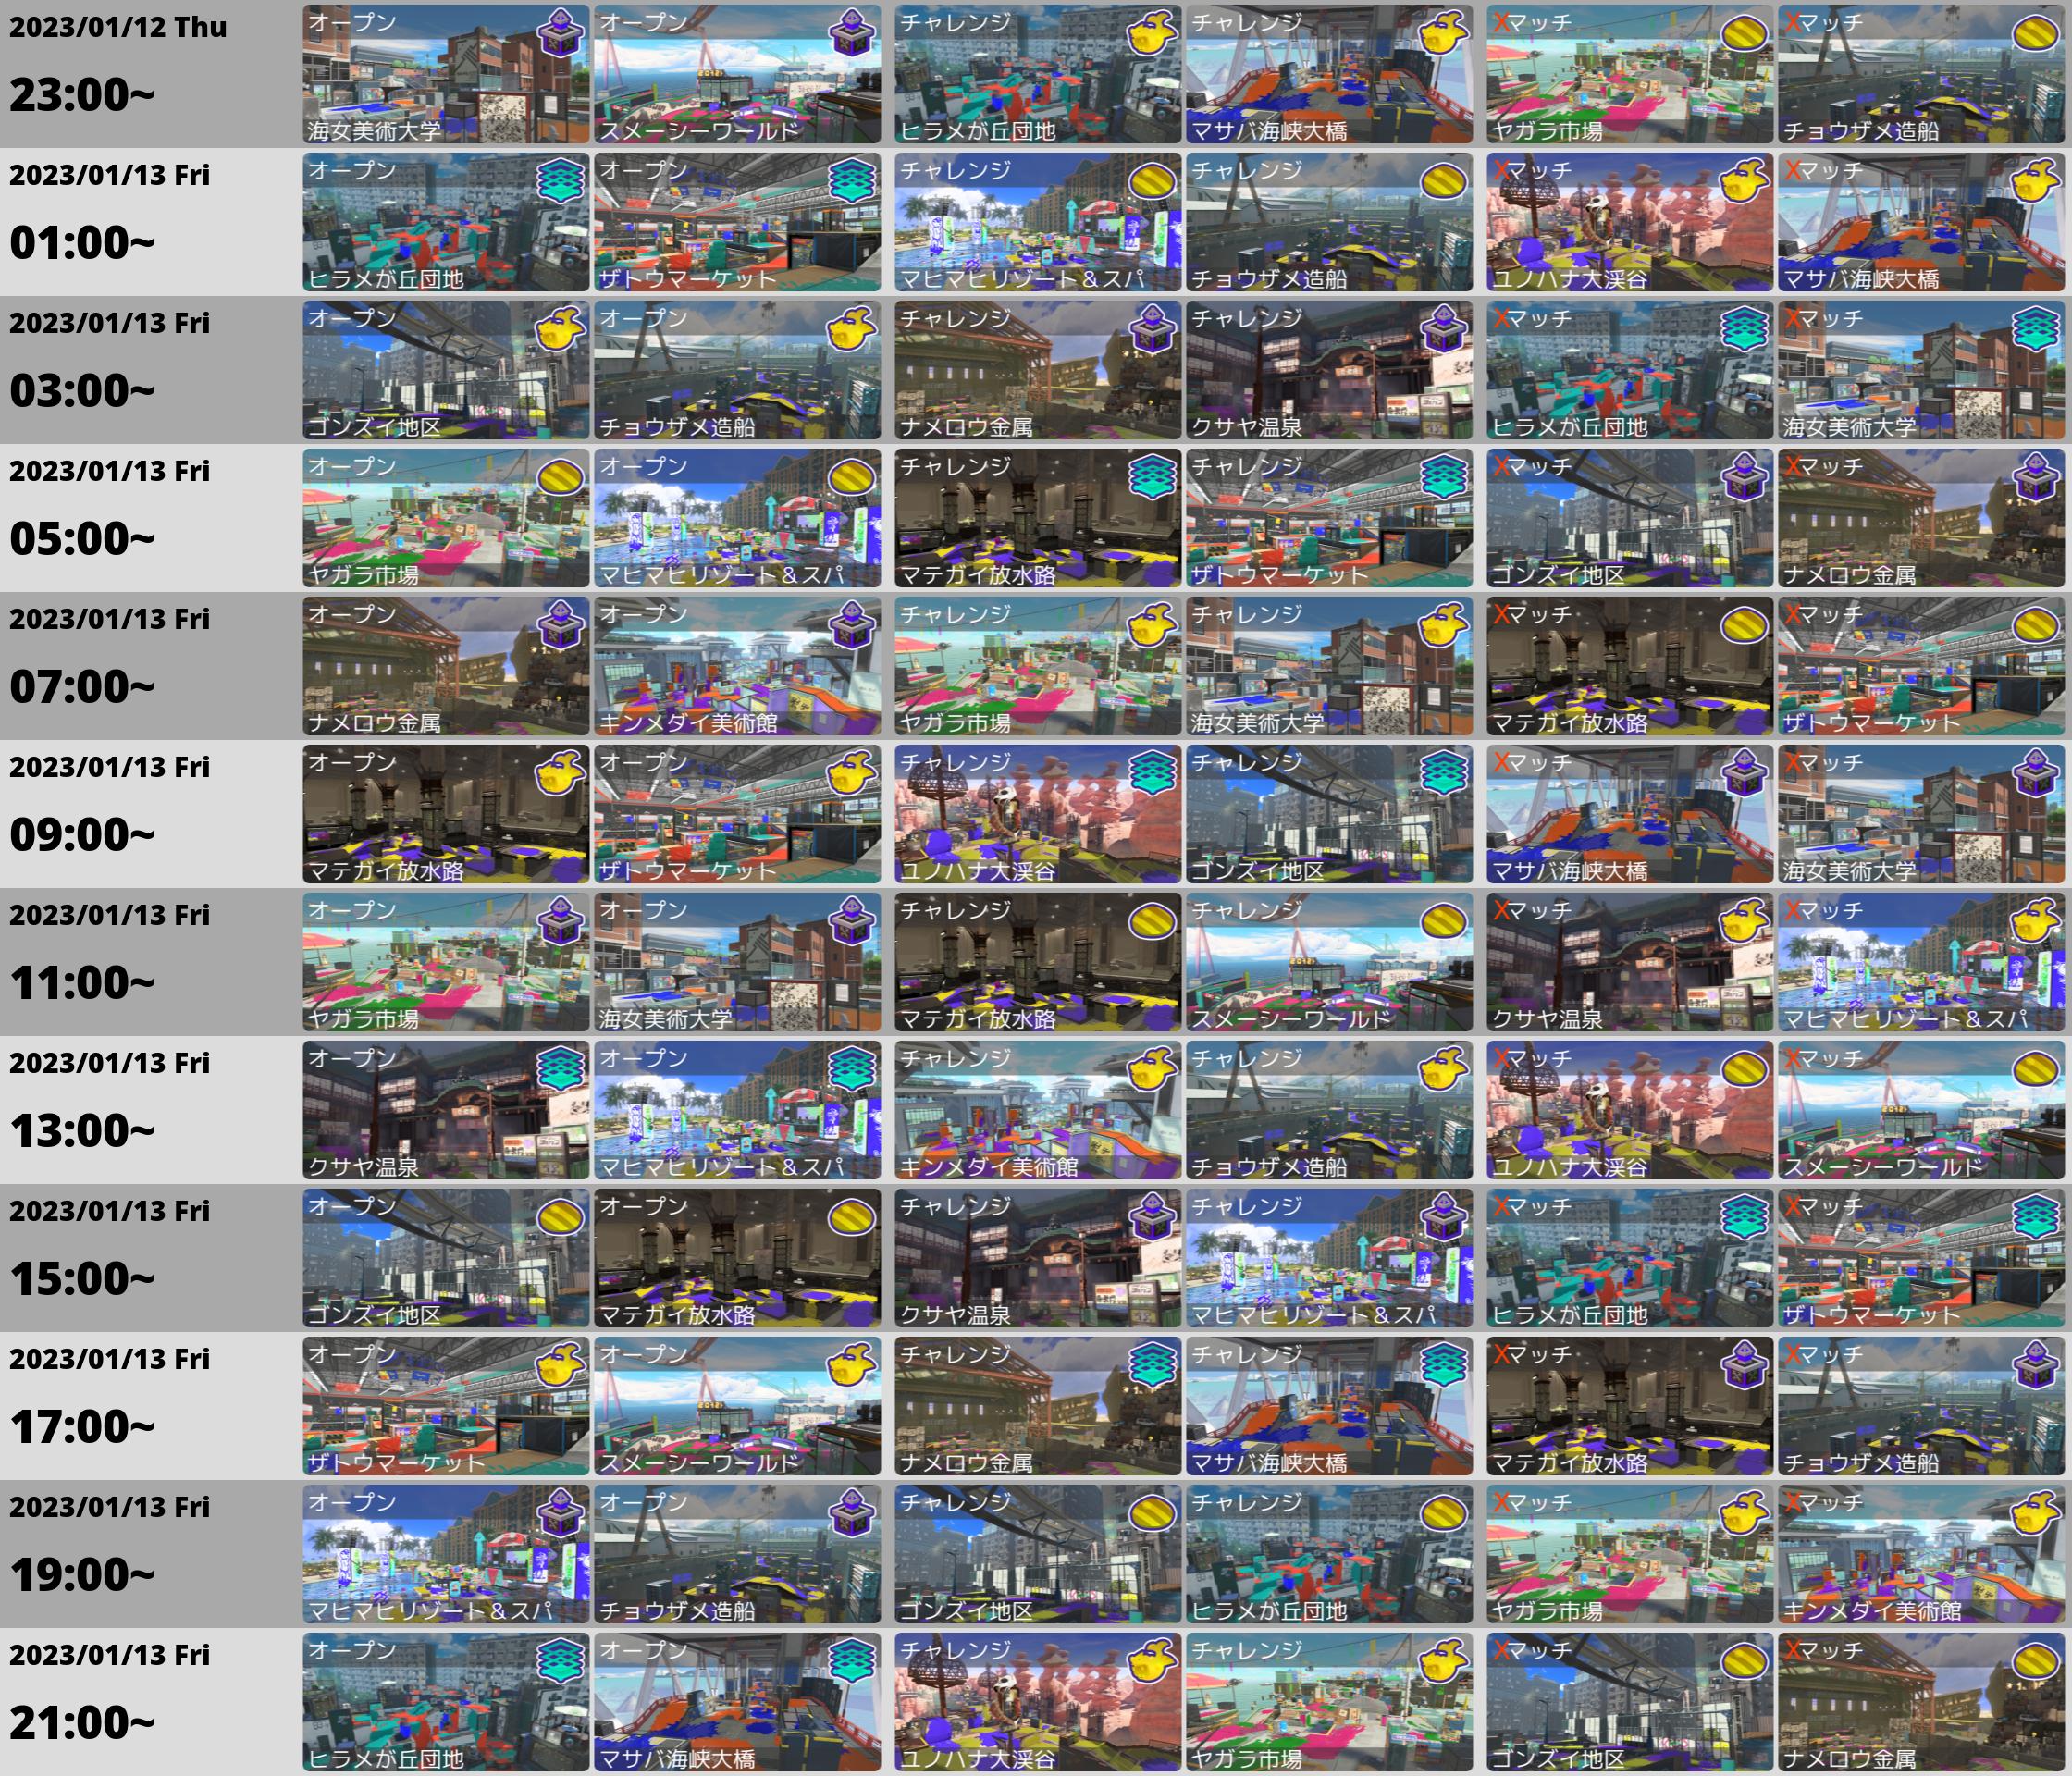 2023/01/12 Thu
23:00~
オープン
海女美術大学
オープン
スメーシーワールド
チャレンジ
ヒラメが丘団地
チャレンジ
マサバ海峡大橋
Xマッチ
ヤガラ市場
Xマッチ
チョウザメ造船
2023/01/13 Fri
01:00~
オープン
ヒラメが丘団地
オープン
ザトウマーケット
チャレンジ
マヒマヒリゾート＆スパ
チャレンジ
チョウザメ造船
Xマッチ
ユノハナ大渓谷
Xマッチ
マサバ海峡大橋
2023/01/13 Fri
03:00~
オープン
ゴンズイ地区
オープン
チョウザメ造船
チャレンジ
ナメロウ金属
チャレンジ
クサヤ温泉
Xマッチ
ヒラメが丘団地
Xマッチ
海女美術大学
2023/01/13 Fri
05:00~
オープン
ヤガラ市場
オープン
マヒマヒリゾート＆スパ
チャレンジ
マテガイ放水路
チャレンジ
ザトウマーケット
Xマッチ
ゴンズイ地区
Xマッチ
ナメロウ金属
2023/01/13 Fri
07:00~
オープン
ナメロウ金属
オープン
キンメダイ美術館
チャレンジ
ヤガラ市場
チャレンジ
海女美術大学
Xマッチ
マテガイ放水路
Xマッチ
ザトウマーケット
2023/01/13 Fri
09:00~
オープン
マテガイ放水路
オープン
ザトウマーケット
チャレンジ
ユノハナ大渓谷
チャレンジ
ゴンズイ地区
Xマッチ
マサバ海峡大橋
Xマッチ
海女美術大学
2023/01/13 Fri
11:00~
オープン
ヤガラ市場
オープン
海女美術大学
チャレンジ
マテガイ放水路
チャレンジ
スメーシーワールド
Xマッチ
クサヤ温泉
Xマッチ
マヒマヒリゾート＆スパ
2023/01/13 Fri
13:00~
オープン
クサヤ温泉
オープン
マヒマヒリゾート＆スパ
チャレンジ
キンメダイ美術館
チャレンジ
チョウザメ造船
Xマッチ
ユノハナ大渓谷
Xマッチ
スメーシーワールド
2023/01/13 Fri
15:00~
オープン
ゴンズイ地区
オープン
マテガイ放水路
チャレンジ
クサヤ温泉
チャレンジ
マヒマヒリゾート＆スパ
Xマッチ
ヒラメが丘団地
Xマッチ
ザトウマーケット
2023/01/13 Fri
17:00~
オープン
ザトウマーケット
オープン
スメーシーワールド
チャレンジ
ナメロウ金属
チャレンジ
マサバ海峡大橋
Xマッチ
マテガイ放水路
Xマッチ
チョウザメ造船
2023/01/13 Fri
19:00~
オープン
マヒマヒリゾート＆スパ
オープン
チョウザメ造船
チャレンジ
ゴンズイ地区
チャレンジ
ヒラメが丘団地
Xマッチ
ヤガラ市場
Xマッチ
キンメダイ美術館
2023/01/13 Fri
21:00~
オープン
ヒラメが丘団地
オープン
マサバ海峡大橋
チャレンジ
ユノハナ大渓谷
チャレンジ
ヤガラ市場
Xマッチ
ゴンズイ地区
Xマッチ
ナメロウ金属